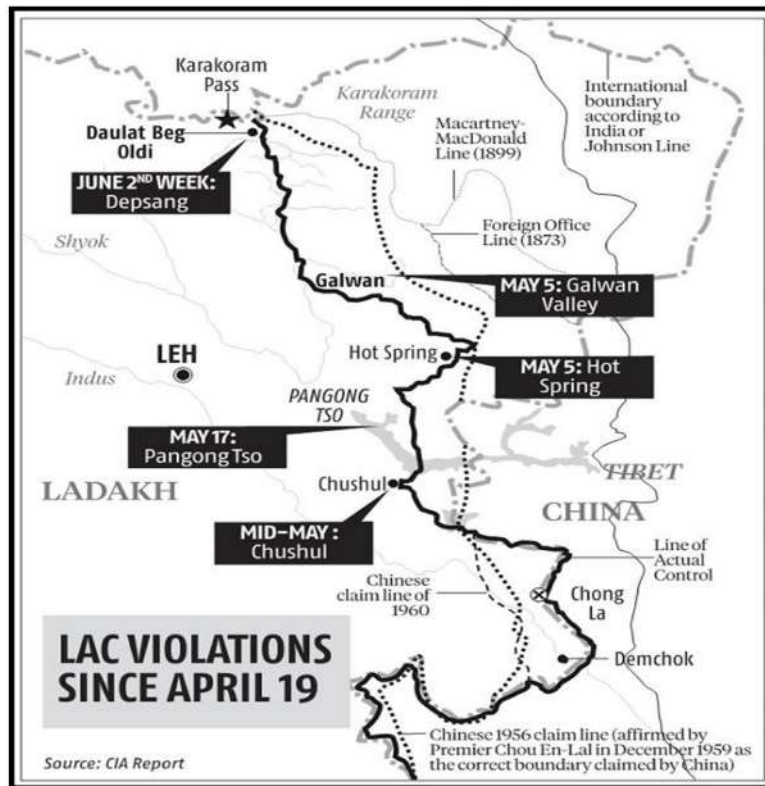 Karakoram
Pass
Karakoram
Range
International
boundary
according to
India or
Johnson Line
Daulat Beg
Oldi
Macartney-
MacDonald
Line (1899)
JUNE 2ND WEEK:
Depsang
Foreign Office
Line (1873)
Shyok
Galwan
MAY 5: Galwan
Valley
LEH
Hot Spring
MAY 5: Hot
Spring
Indus
PANGONG
TSO
MAY 17:
Pangong Tso
TIBET
LADAKH
Chushul
CHINA
MID-MAY :
Chushul
Line of
Actual
Control
Chinese
claim line of
1960
Chong
La
LAC VIOLATIONS
SINCE APRIL 19
Demchok
Chinese 1956 claim line (affirmed by
Premier Chou En-Lal in December 1959 as
the correct boundary claimed by China)
Source: CIA Report